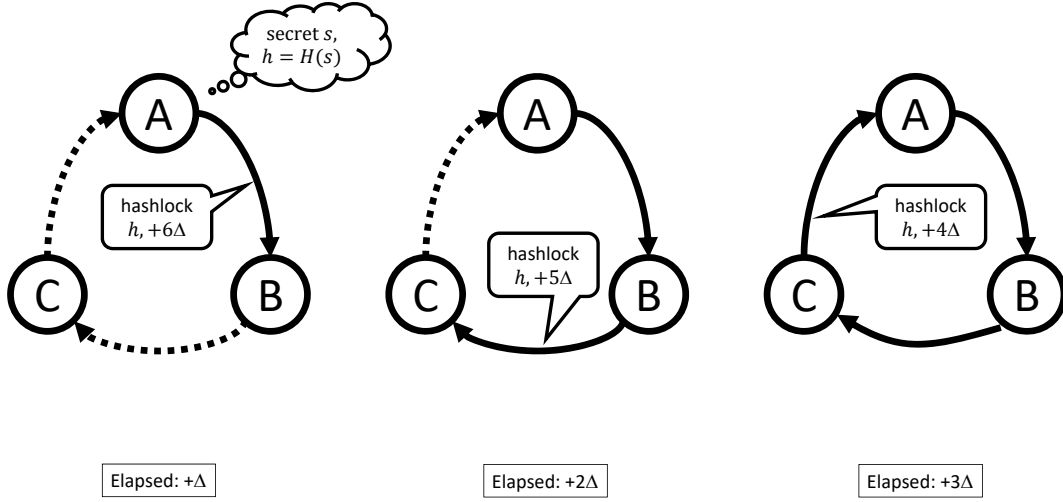 secret 𝑠,
ℎ = 𝐻(𝑠)
A
hashlock
ℎ, +6Δ
C
B
Elapsed: +Δ
A
hashlock
ℎ, +5Δ
C
B
Elapsed: +2Δ
A
hashlock
ℎ, +4Δ
C
B
Elapsed: +3Δ